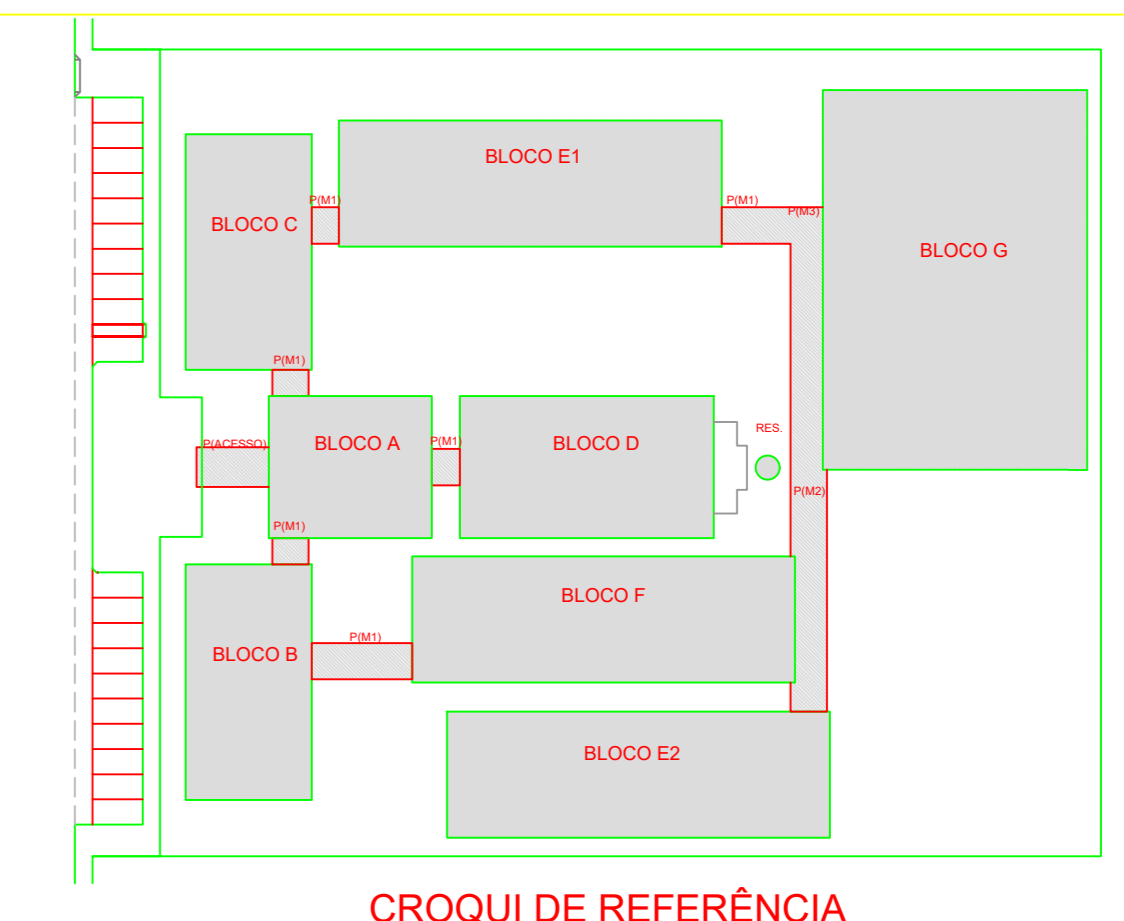 BLOCO E1
P(M1)
P(M1)
P(M3)
BLOCO C
BLOCO G
P(M1)
RES.
P(ACESSO)
BLOCO A
P(M1)
BLOCO D
P(M2)
P(M1)
BLOCO F
P(M1)
BLOCO B
BLOCO E2
CROQUI DE REFERÊNCIA